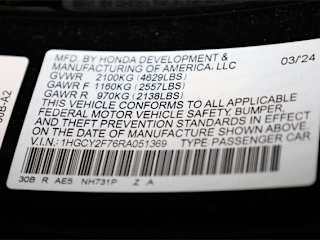 MFD. BY HONDA DEVELOPMENT &
MANUFACTURING OF AMERICA, LLC 03/24
GVWR 2100KG (4629LBS)
GAWR F 1160KG (2557LBS)
GAWR R 970KG (2138LBS)
THIS VEHICLE CONFORMS TO ALL APPLICABLE
FEDERAL MOTOR VEHICLE SAFETY, BUMPER,
AND THEFT PREVENTION STANDARDS IN EFFECT
ON THE DATE OF MANUFACTURE SHOWN ABOVE.
V.I.N.: 1HGCY2F76RA051369 TYPE PASSENGER CAR
30B R AE5 NH731P Z A